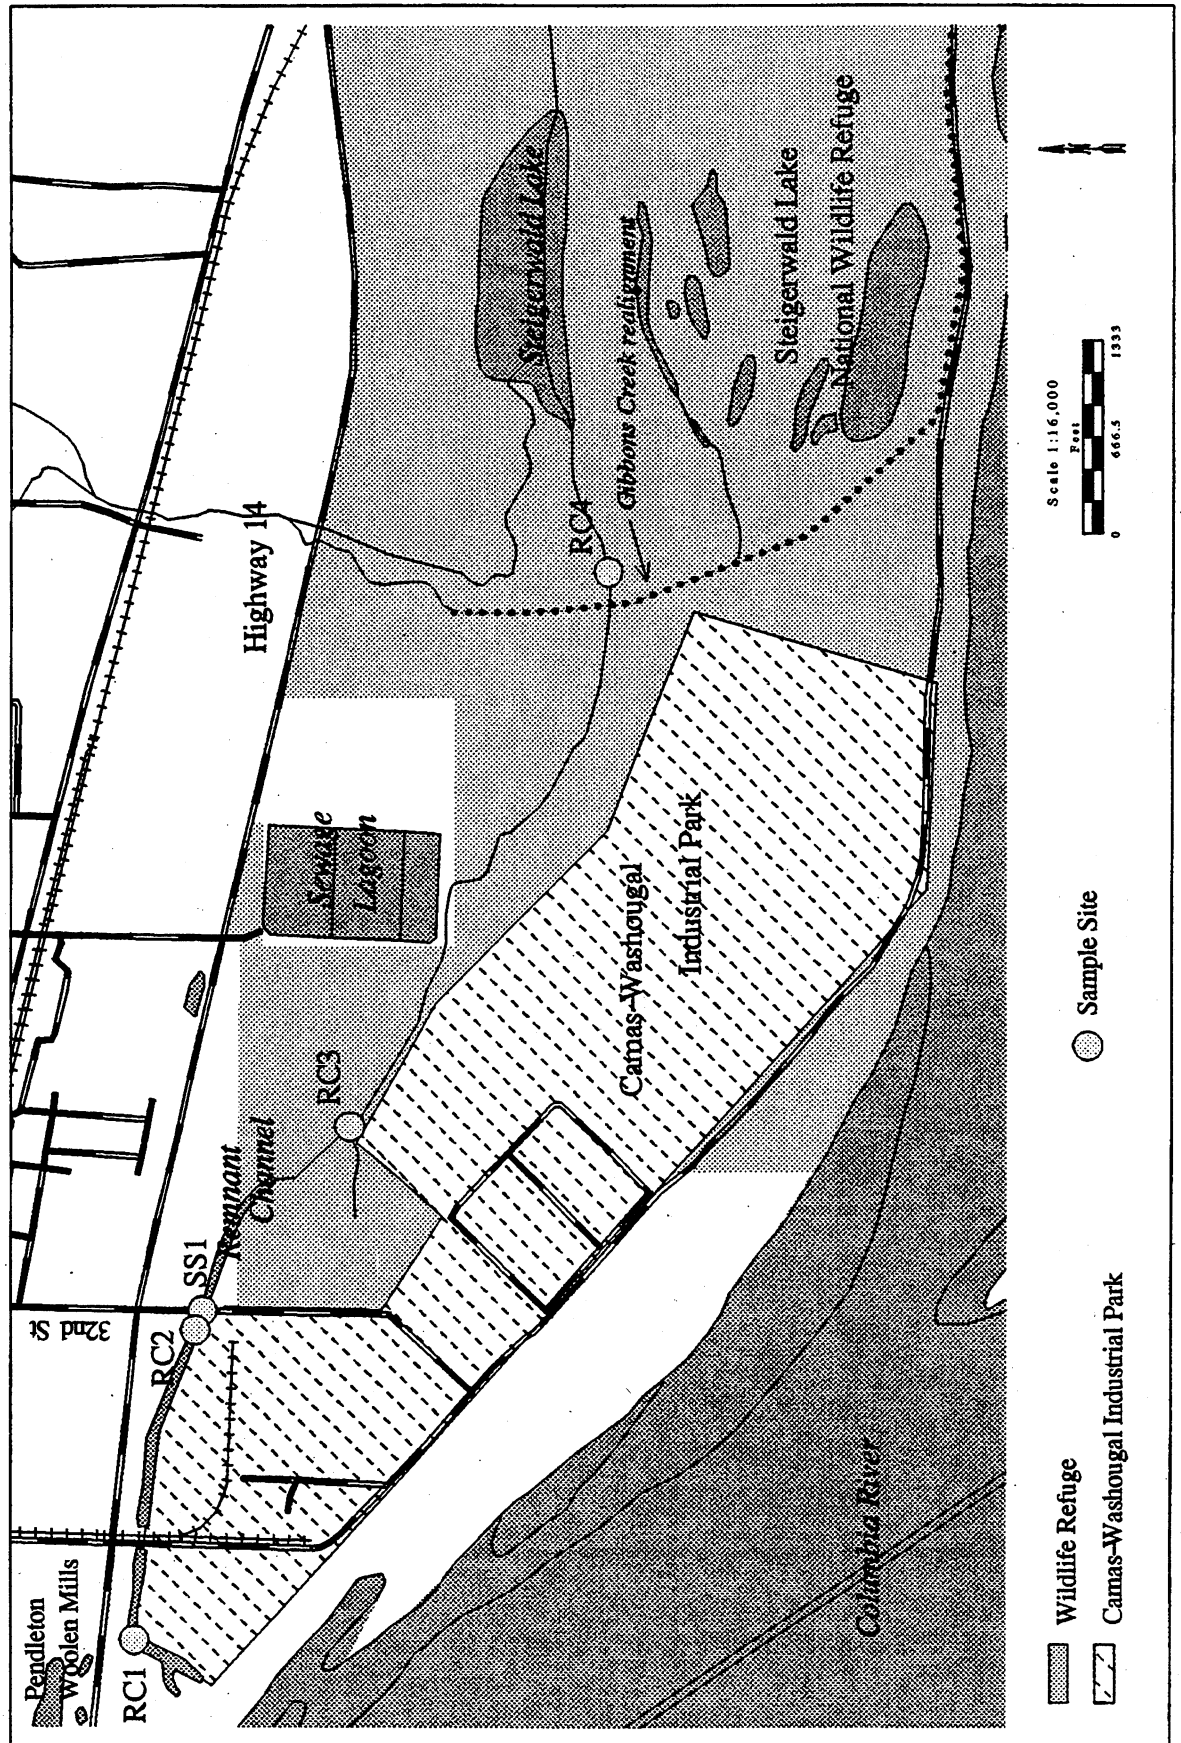 Pendleton
Woolen Mills
32nd St
Highway 14
RC1
RC2
SS1
Remnant
Channel
RC3
Sewage
Lagoon
RC4
Steigerwald Lake
Gibbons Creek realignment
Steigerwald Lake
National Wildlife Refuge
Camas-Washougal
Industrial Park
Columbia River
Wildlife Refuge
Camas-Washougal Industrial Park
Sample Site
Scale 1:16,000
Feet
0 666.5 1333
N